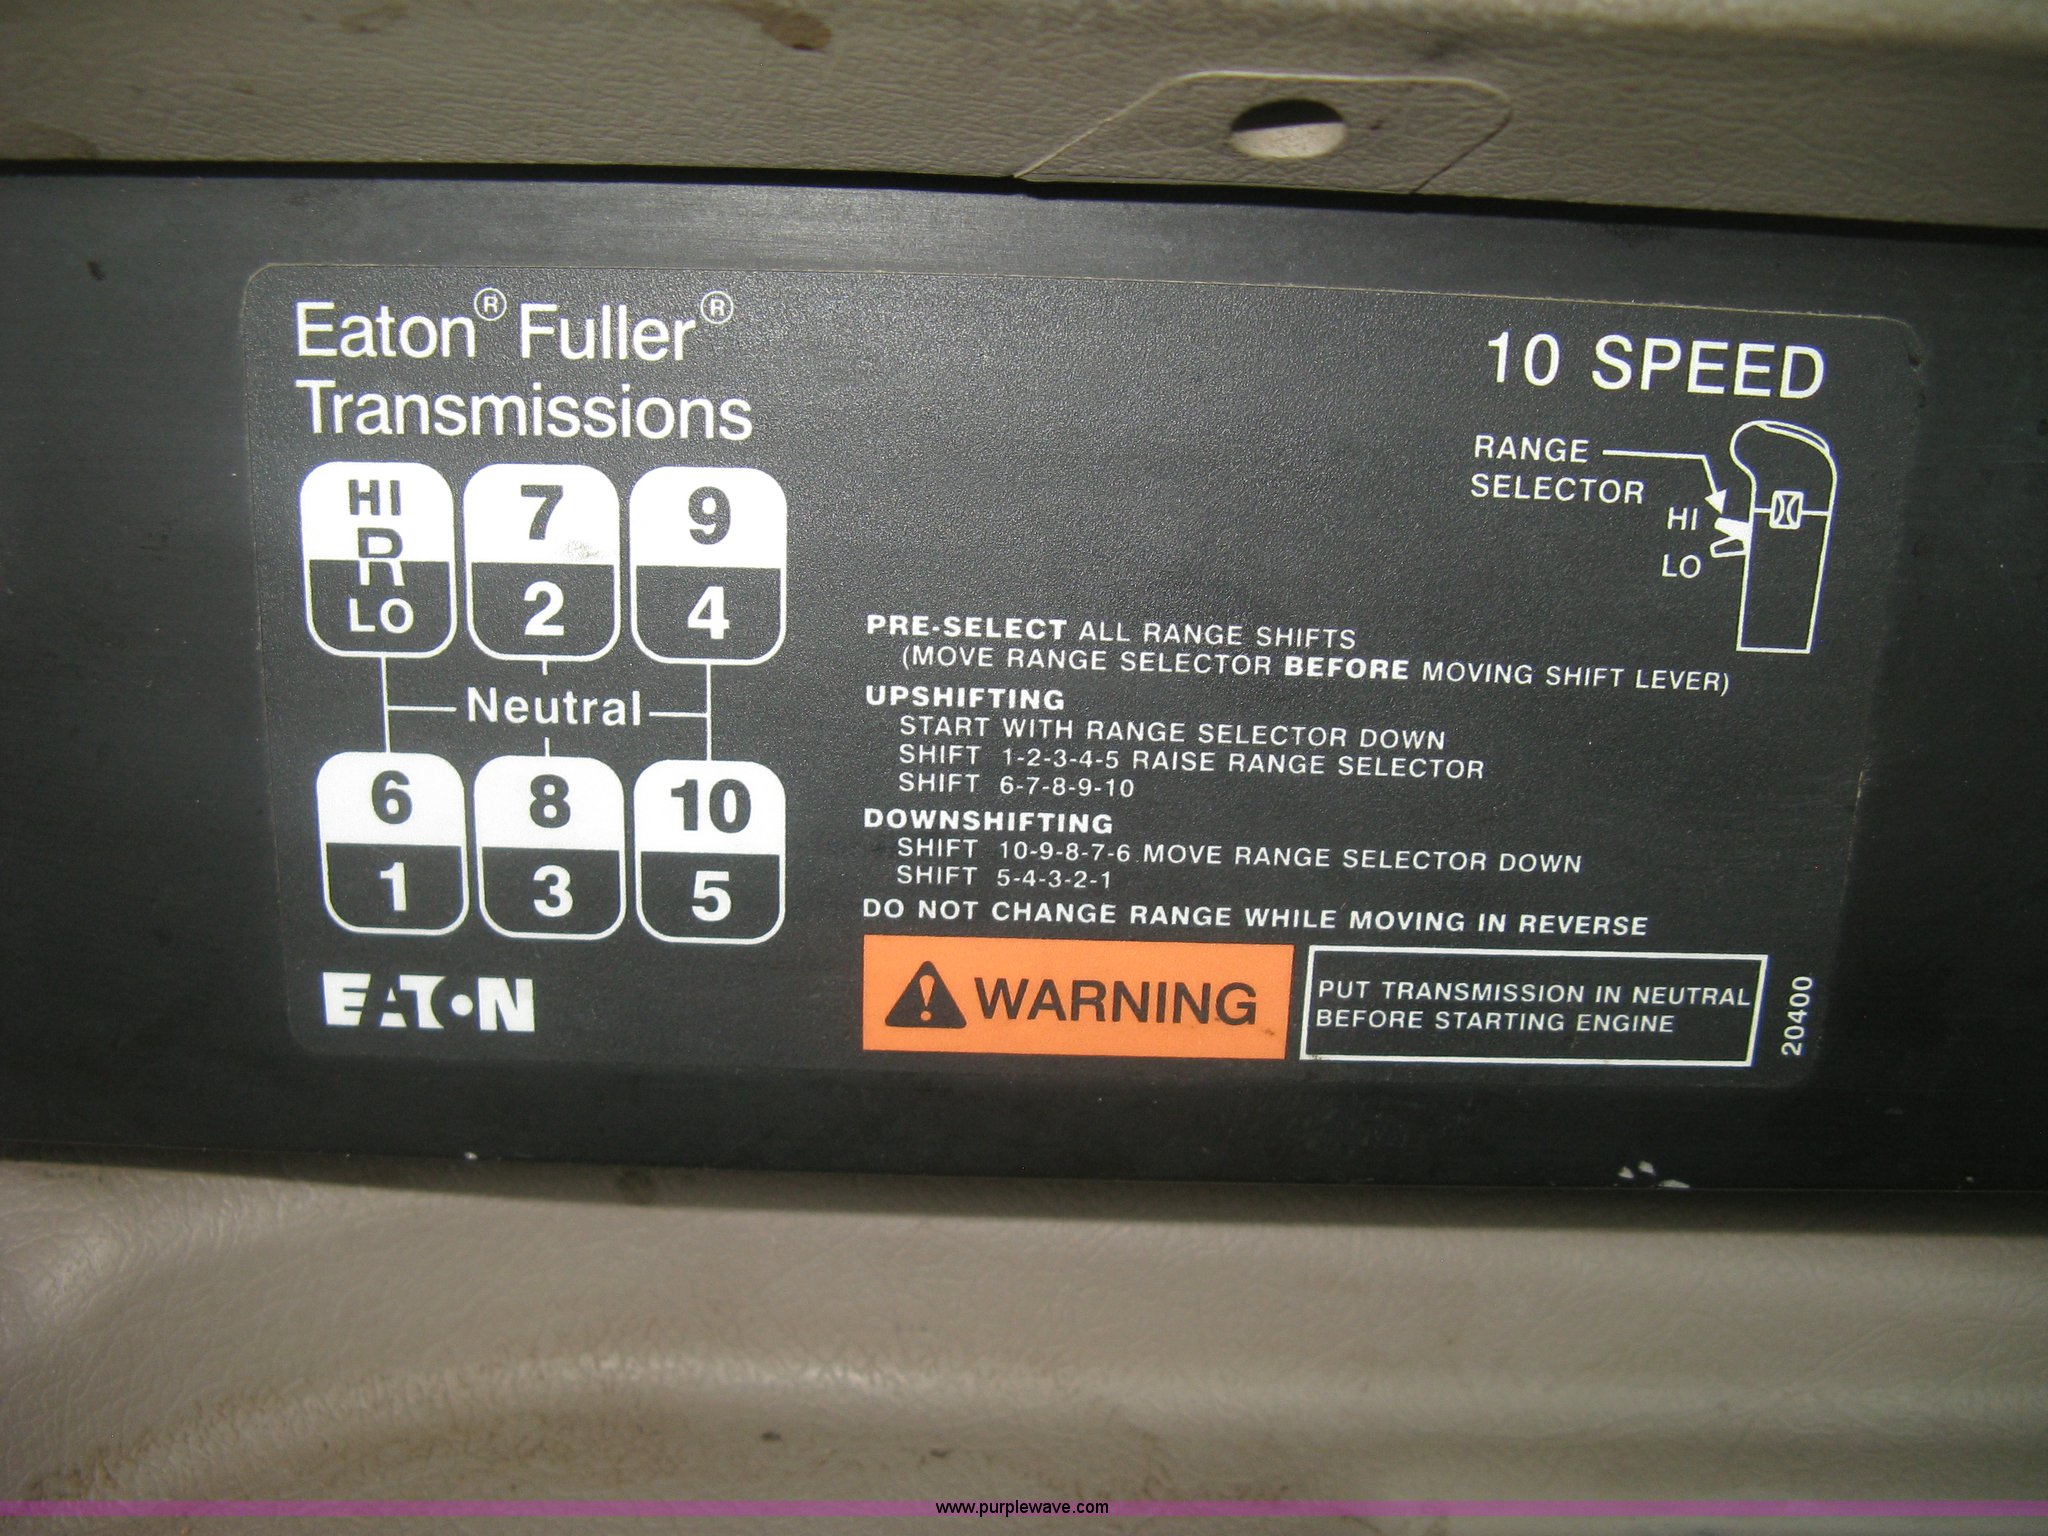 Eaton® Fuller®
Transmissions
HI
R
LO
7
2
9
4
Neutral
6
1
8
3
10
5
EATON
10 SPEED
RANGE
SELECTOR
HI
LO
PRE-SELECT ALL RANGE SHIFTS
(MOVE RANGE SELECTOR BEFORE MOVING SHIFT LEVER)
UPSHIFTING
START WITH RANGE SELECTOR DOWN
SHIFT 1-2-3-4-5 RAISE RANGE SELECTOR
SHIFT 6-7-8-9-10
DOWNSHIFTING
SHIFT 10-9-8-7-6 MOVE RANGE SELECTOR DOWN
SHIFT 5-4-3-2-1
DO NOT CHANGE RANGE WHILE MOVING IN REVERSE
WARNING
PUT TRANSMISSION IN NEUTRAL
BEFORE STARTING ENGINE
20400
www.purplewave.com